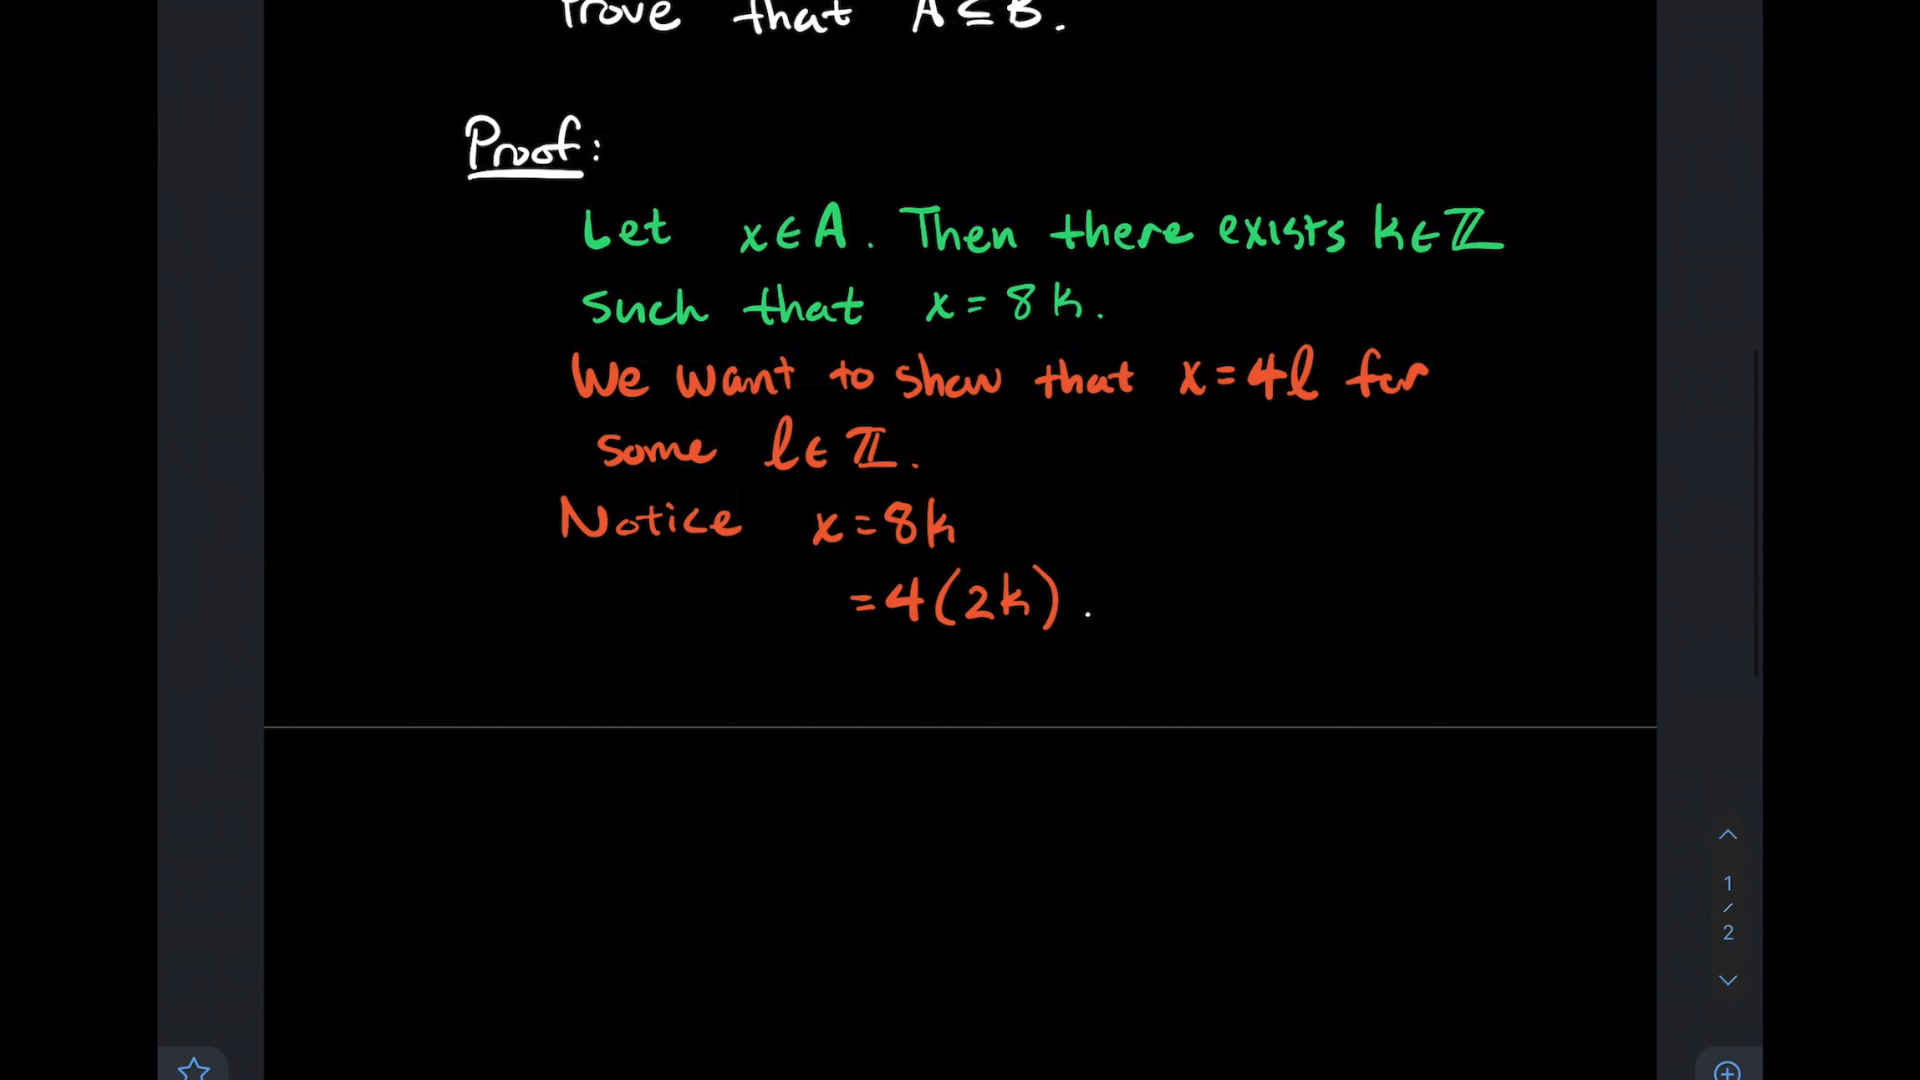 Prove that A ⊆ B.
Proof:
Let x ∈ A. Then there exists k ∈ ℤ
such that x = 8k.
We want to show that x = 4ℓ for
some ℓ ∈ ℤ.
Notice x = 8k
= 4(2k).
1
/
2